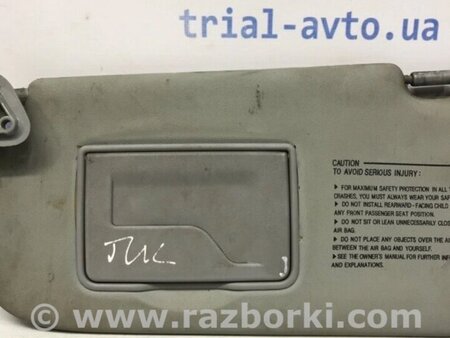 trial-avto.ua
CAUTION
TO AVOID SERIOUS INJURY:
▶ FOR MAXIMUM SAFETY PROTECTION IN ALL
CRASHES, YOU MUST ALWAYS WEAR YOUR SAF
▶ DO NOT INSTALL REARWARD-FACING CHILD
ANY FRONT PASSENGER SEAT POSITION.
▶ DO NOT SIT OR LEAN UNNECESSARILY CLOS
AIR BAG.
▶ DO NOT PLACE ANY OBJECTS OVER THE AI
BETWEEN THE AIR BAG AND YOURSELF.
▶ SEE THE OWNER'S MANUAL FOR FURTHER INF
AND EXPLANATIONS.
www.razborki.com